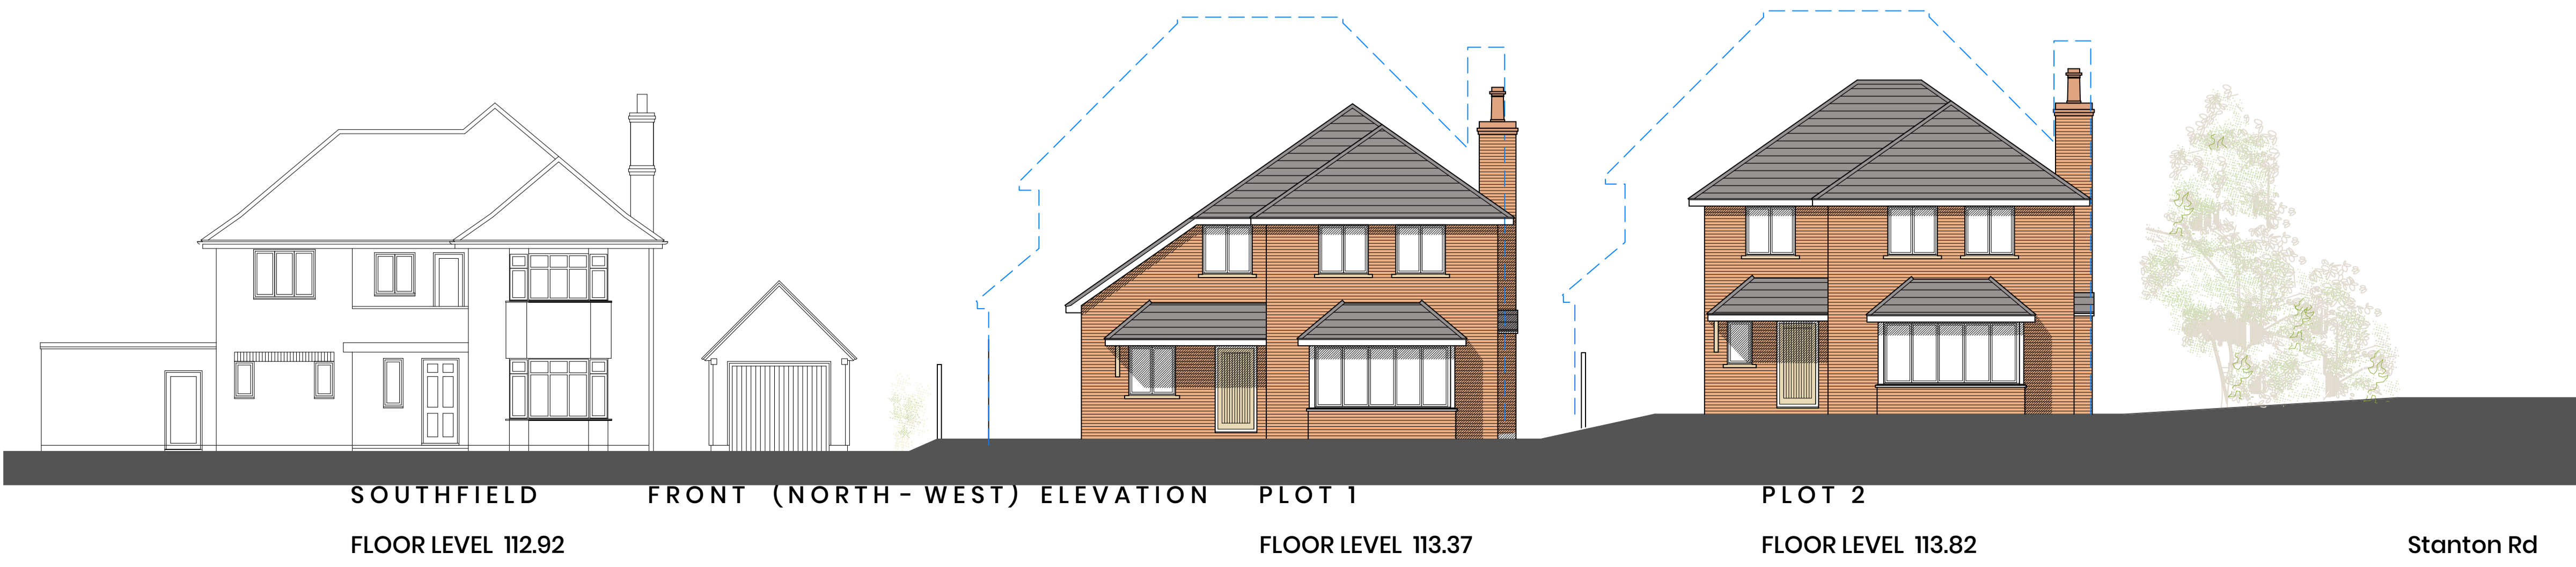 SOUTHFIELD FRONT (NORTH-WEST) ELEVATION PLOT 1 PLOT 2
FLOOR LEVEL 112.92 FLOOR LEVEL 113.37 FLOOR LEVEL 113.82 Stanton Rd